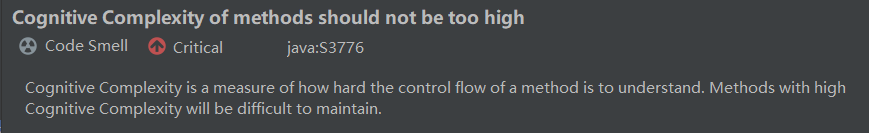 Cognitive Complexity of methods should not be too high
Code Smell Critical java:S3776
Cognitive Complexity is a measure of how hard the control flow of a method is to understand. Methods with high
Cognitive Complexity will be difficult to maintain.